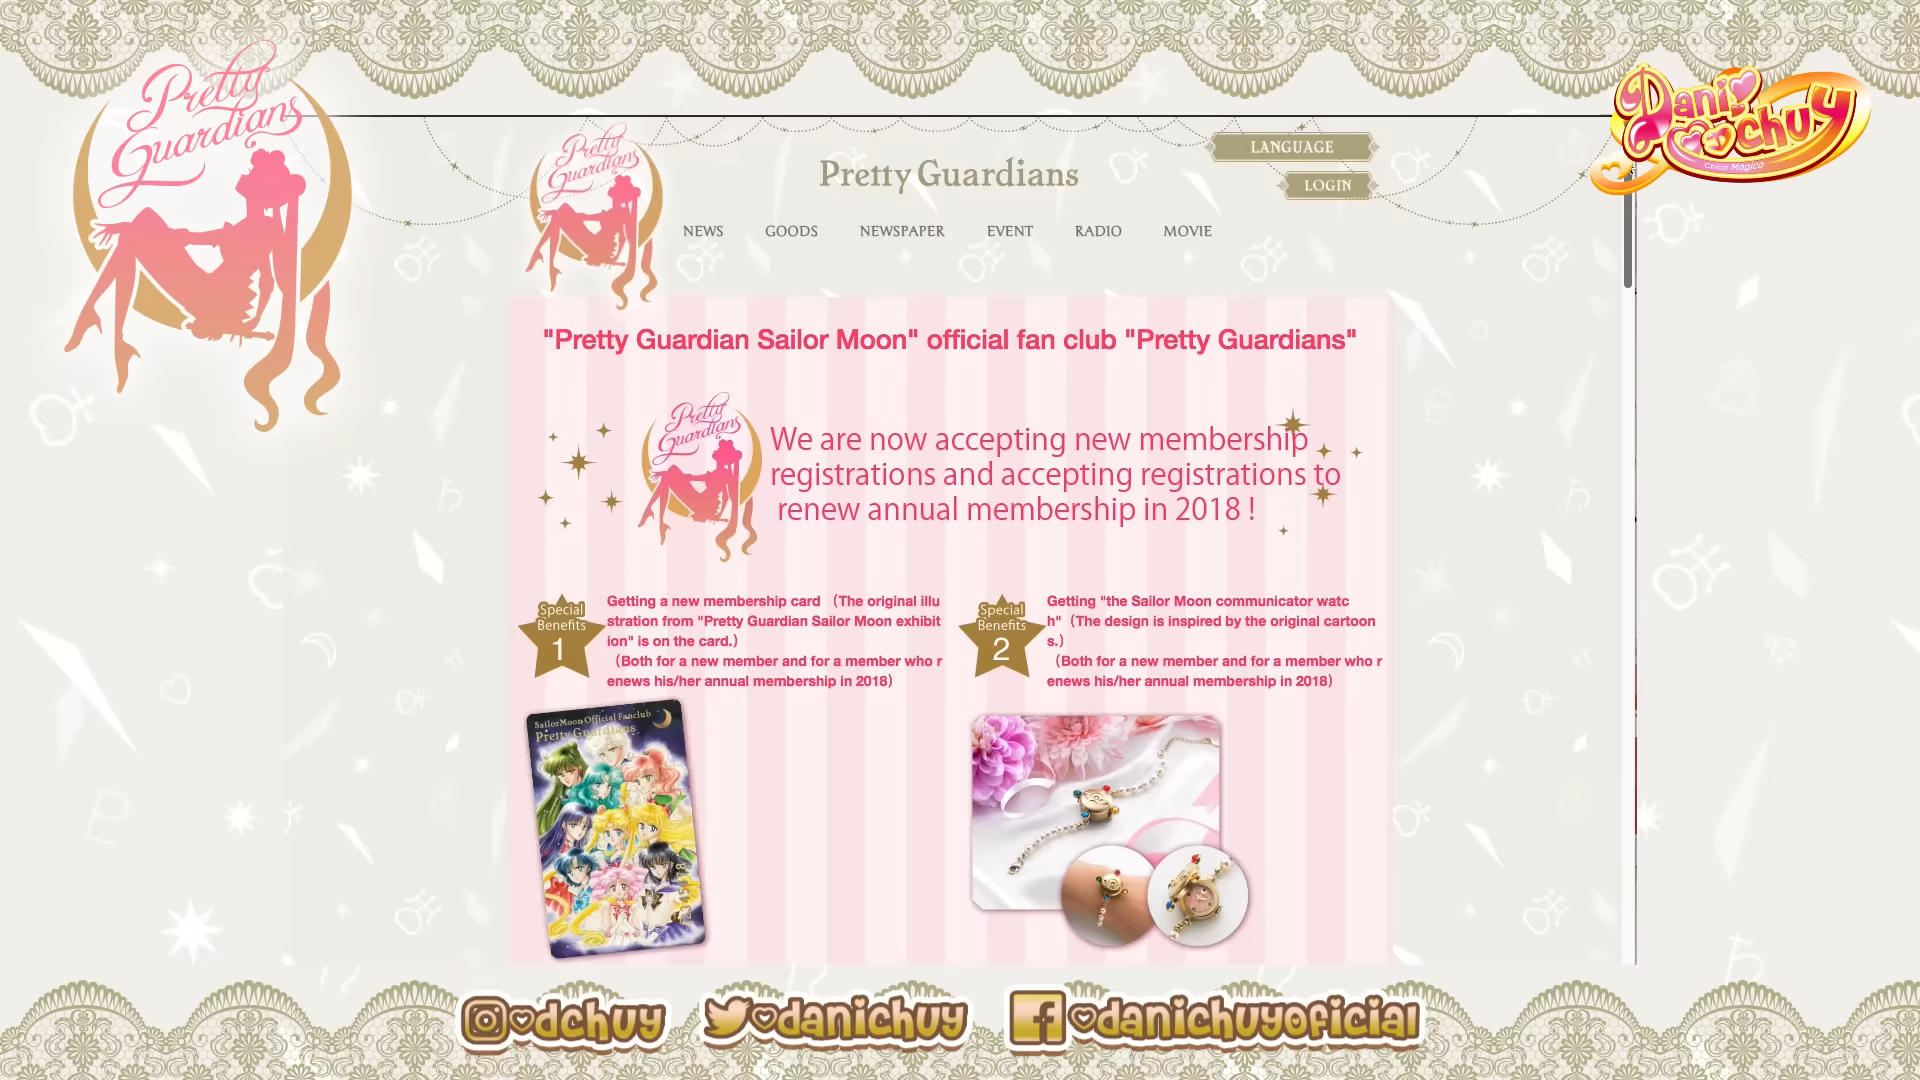 Pretty
Guardians
Dani
chuy
Chico Mágico
Pretty
Guardians
Pretty Guardians
LANGUAGE
LOGIN
NEWS GOODS NEWSPAPER EVENT RADIO MOVIE
"Pretty Guardian Sailor Moon" official fan club "Pretty Guardians"
Pretty
Guardians
We are now accepting new membership
registrations and accepting registrations to
renew annual membership in 2018 !
Special
Benefits
1
Getting a new membership card （The original illu
stration from "Pretty Guardian Sailor Moon exhibit
ion" is on the card.）
（Both for a new member and for a member who r
enews his/her annual membership in 2018）
Special
Benefits
2
Getting "the Sailor Moon communicator watc
h"（The design is inspired by the original cartoon
s.）
（Both for a new member and for a member who r
enews his/her annual membership in 2018）
SailorMoon Official Fanclub
Pretty Guardians
dchuy
danichuy
danichuyoficial